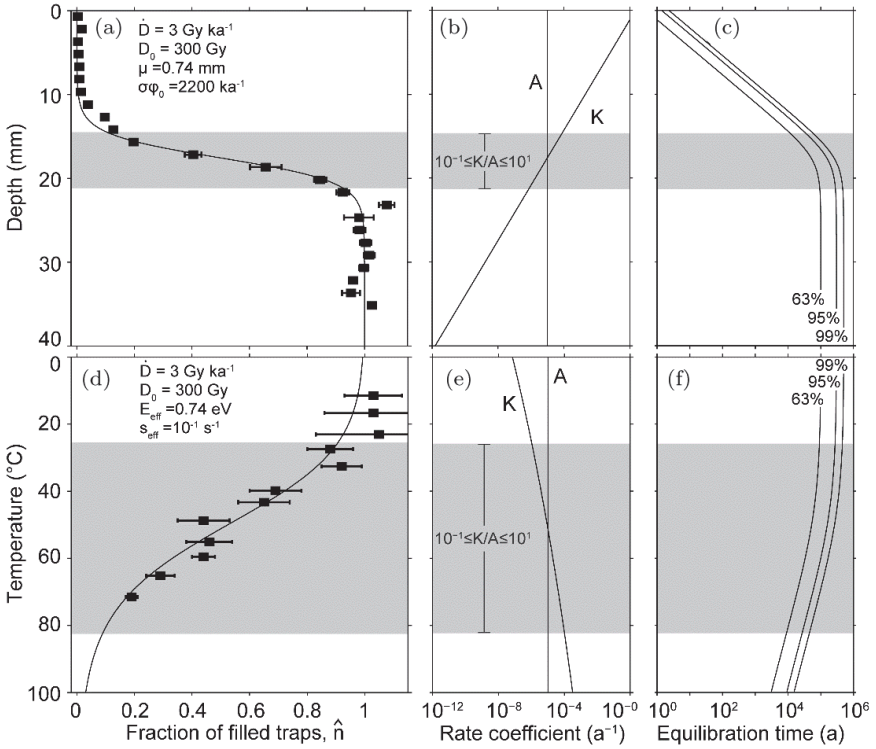 (a)
Ḋ = 3 Gy ka⁻¹
D₀ = 300 Gy
μ =0.74 mm
σφ₀ =2200 ka⁻¹
0
10
20
30
40
Depth (mm)
(b)
A
K
10⁻¹≤K/A≤10¹
(c)
63%
95%
99%
(d)
Ḋ = 3 Gy ka⁻¹
D₀ = 300 Gy
E_eff =0.74 eV
s_eff =10⁻¹ s⁻¹
0
20
40
60
80
100
Temperature (°C)
0 0.2 0.4 0.6 0.8 1
Fraction of filled traps, n̂
(e)
K
A
10⁻¹≤K/A≤10¹
10⁻¹² 10⁻⁸ 10⁻⁴ 10⁻⁰
Rate coefficient (a⁻¹)
(f)
99%
95%
63%
10⁰ 10² 10⁴ 10⁶
Equilibration time (a)